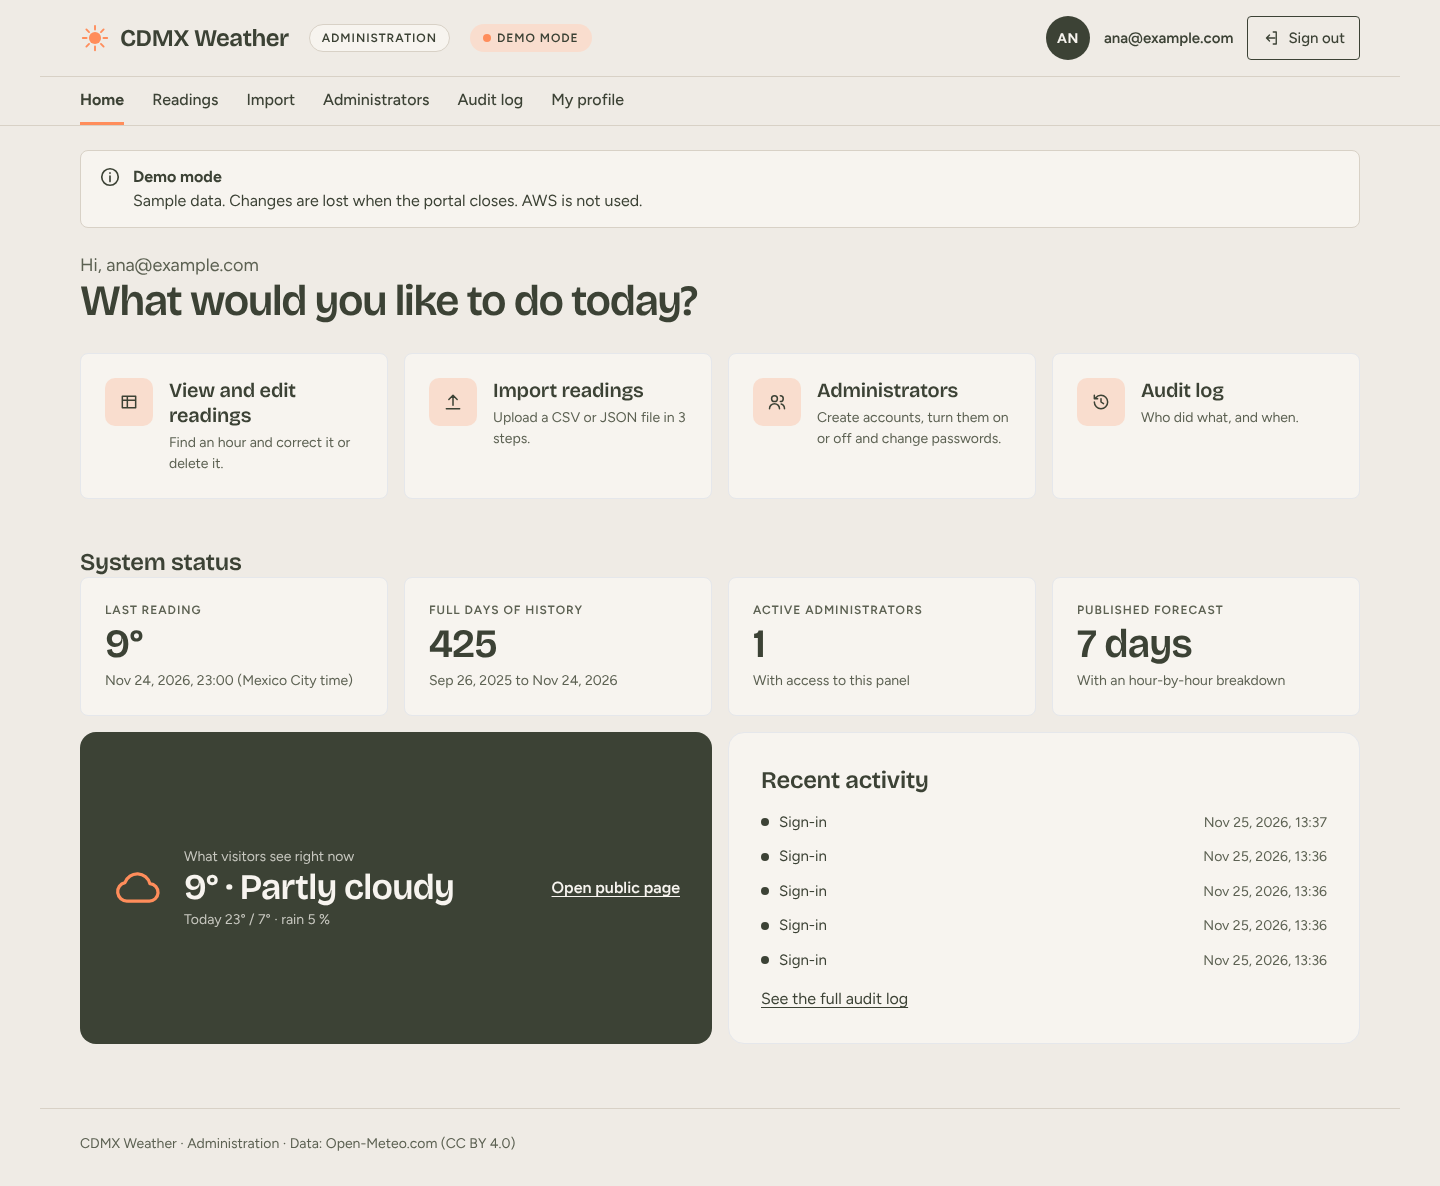 CDMX Weather
ADMINISTRATION
DEMO MODE
AN
ana@example.com
Sign out
Home
Readings
Import
Administrators
Audit log
My profile
Demo mode
Sample data. Changes are lost when the portal closes. AWS is not used.
Hi, ana@example.com
What would you like to do today?
View and edit
readings
Find an hour and correct it or
delete it.
Import readings
Upload a CSV or JSON file in 3
steps.
Administrators
Create accounts, turn them on
or off and change passwords.
Audit log
Who did what, and when.
System status
LAST READING
9°
Nov 24, 2026, 23:00 (Mexico City time)
FULL DAYS OF HISTORY
425
Sep 26, 2025 to Nov 24, 2026
ACTIVE ADMINISTRATORS
1
With access to this panel
PUBLISHED FORECAST
7 days
With an hour-by-hour breakdown
What visitors see right now
9° · Partly cloudy
Today 23° / 7° · rain 5 %
Open public page
Recent activity
Sign-in Nov 25, 2026, 13:37
Sign-in Nov 25, 2026, 13:36
Sign-in Nov 25, 2026, 13:36
Sign-in Nov 25, 2026, 13:36
Sign-in Nov 25, 2026, 13:36
See the full audit log
CDMX Weather · Administration · Data: Open-Meteo.com (CC BY 4.0)